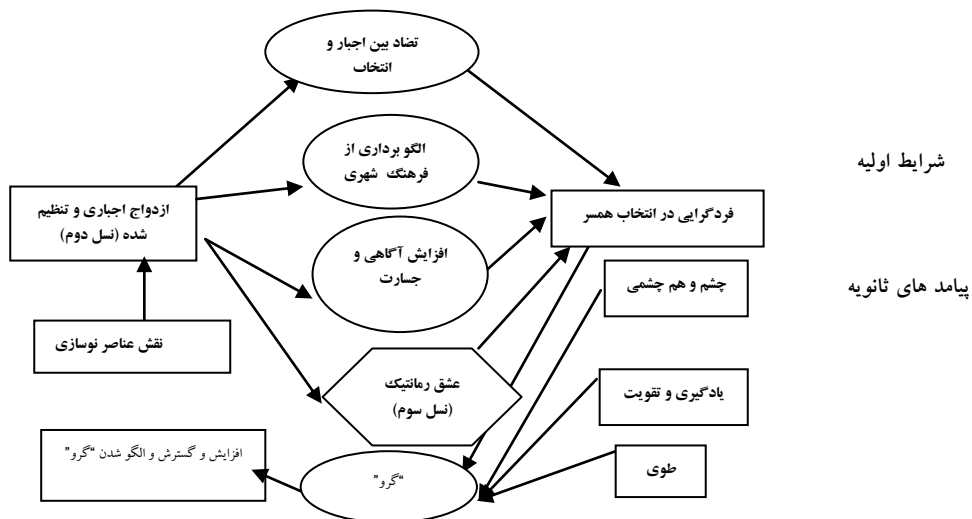 تضاد بین اجبار و
انتخاب
الگو برداری از
فرهنگ شهری
شرایط اولیه
ازدواج اجباری و تنظیم
شده (نسل دوم)
فردگرایی در انتخاب همسر
افزایش آگاهی و
جسارت
چشم و هم چشمی
پیامد های ثانویه
نقش عناصر نوسازی
عشق رمانتیک
(نسل سوم)
یادگیری و تقویت
افزایش و گسترش و الگو شدن “گرو”
“گرو”
طوی